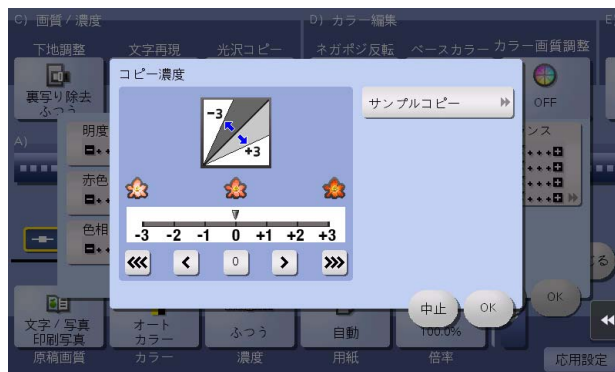 C) 画質 / 濃度
D) カラー編集
下地調整
文字再現
光沢コピー
ネガポジ反転
ベースカラー
カラー画質調整
裏写り除去
ふつう
OFF
A)
明度
赤色
色相
コピー濃度
-3
+3
サンプルコピー
-3 -2 -1 0 +1 +2 +3
0
中止
OK
OK
文字 / 写真
印刷写真
オート
カラー
ふつう
自動
100.0%
原稿画質
カラー
濃度
用紙
倍率
応用設定